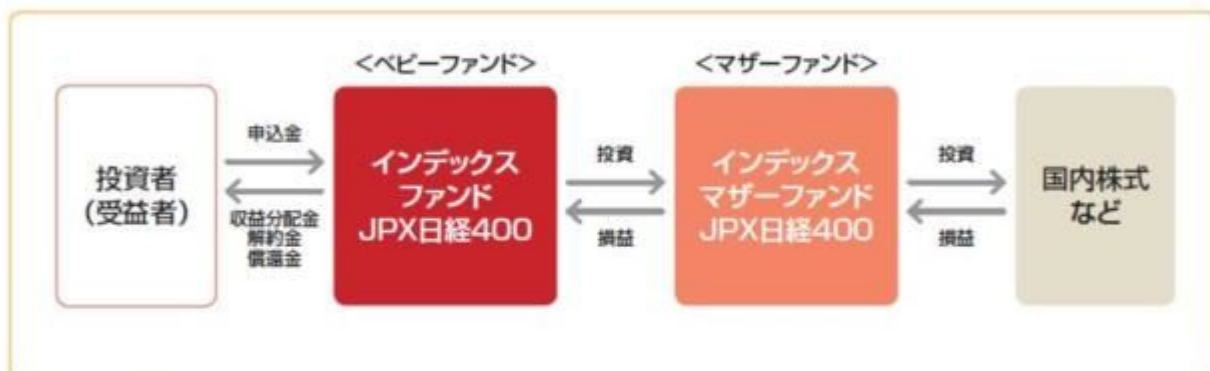 <ベビーファンド>
<マザーファンド>
投資者
(受益者)
申込金
収益分配金
解約金
償還金
インデックス
ファンド
JPX日経400
投資
損益
インデックス
マザーファンド
JPX日経400
投資
損益
国内株式
など